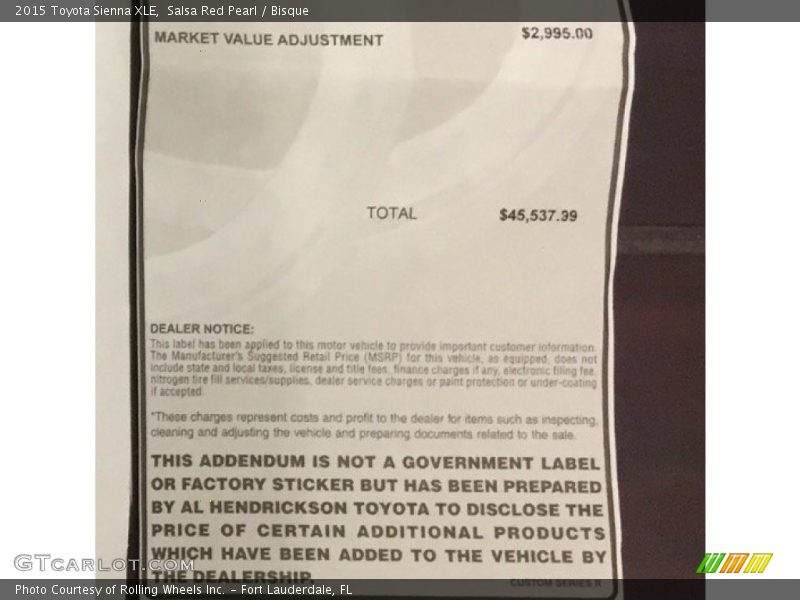 2015 Toyota Sienna XLE, Salsa Red Pearl / Bisque
MARKET VALUE ADJUSTMENT $2,995.00
TOTAL $45,537.99
DEALER NOTICE:
This label has been applied to this motor vehicle to provide important customer information.
The Manufacturer's Suggested Retail Price (MSRP) for this vehicle, as equipped, does not
include state and local taxes, license and title fees, finance charges if any, electronic filing fee,
nitrogen tire fill services/supplies, dealer service charges or paint protection or under-coating
if accepted.
*These charges represent costs and profit to the dealer for items such as inspecting,
cleaning and adjusting the vehicle and preparing documents related to the sale.
THIS ADDENDUM IS NOT A GOVERNMENT LABEL
OR FACTORY STICKER BUT HAS BEEN PREPARED
BY AL HENDRICKSON TOYOTA TO DISCLOSE THE
PRICE OF CERTAIN ADDITIONAL PRODUCTS
WHICH HAVE BEEN ADDED TO THE VEHICLE BY
THE DEALERSHIP.
CUSTOM SERIES R
GTcarlot.com
Photo Courtesy of Rolling Wheels Inc. – Fort Lauderdale, FL